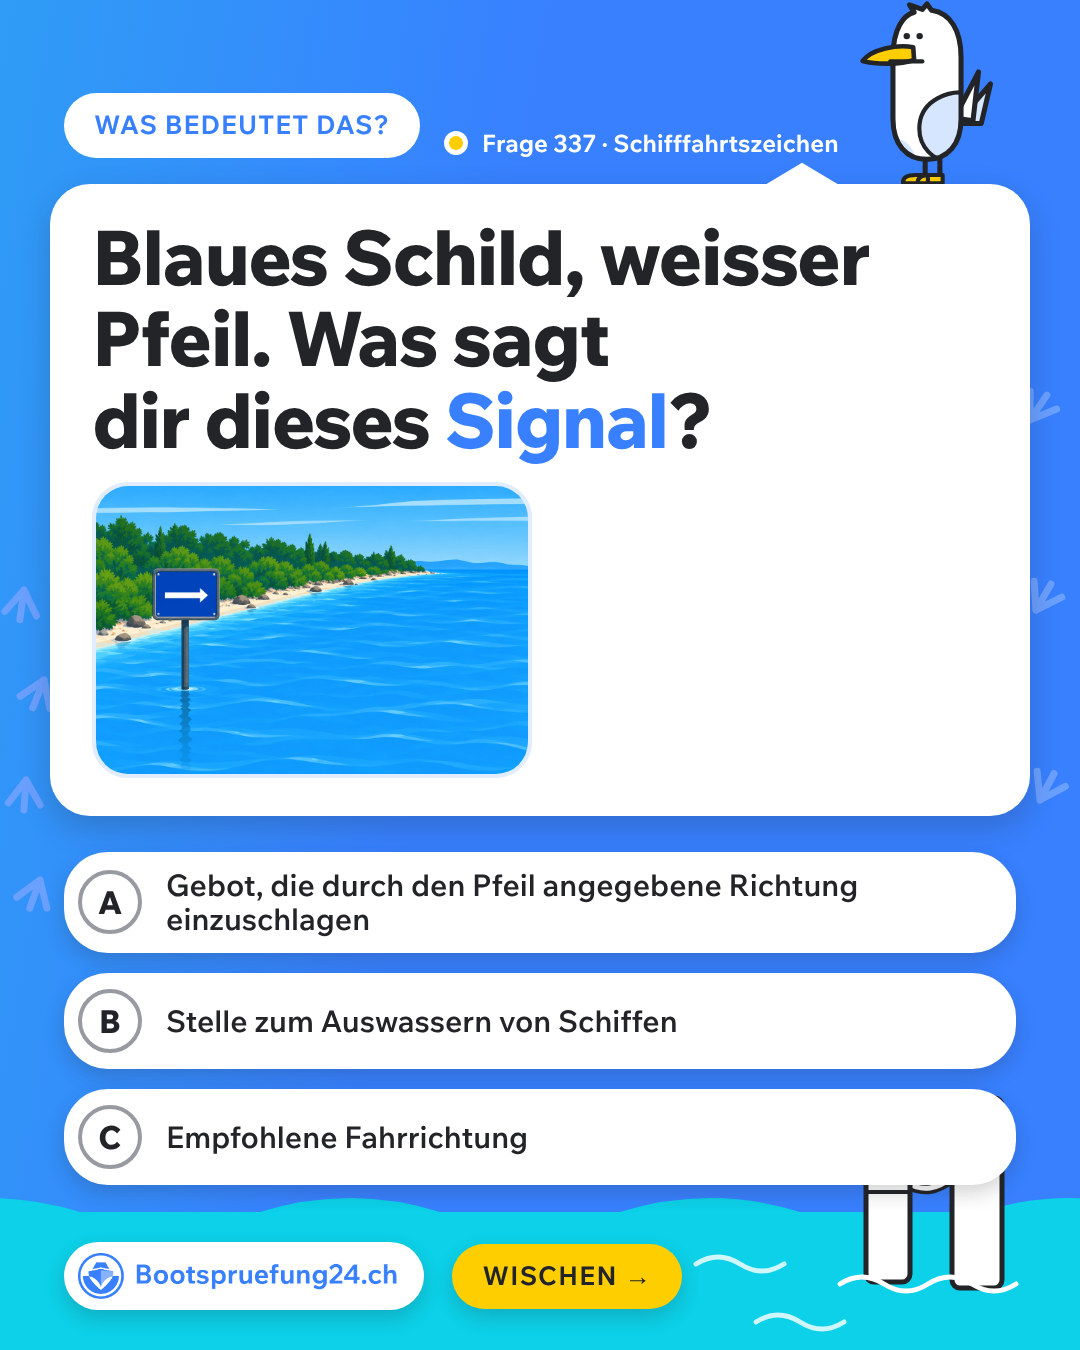 WAS BEDEUTET DAS?
Frage 337 · Schifffahrtszeichen
Blaues Schild, weisser
Pfeil. Was sagt
dir dieses Signal?
A
Gebot, die durch den Pfeil angegebene Richtung
einzuschlagen
B
Stelle zum Auswassern von Schiffen
C
Empfohlene Fahrrichtung
Bootspruefung24.ch
WISCHEN →